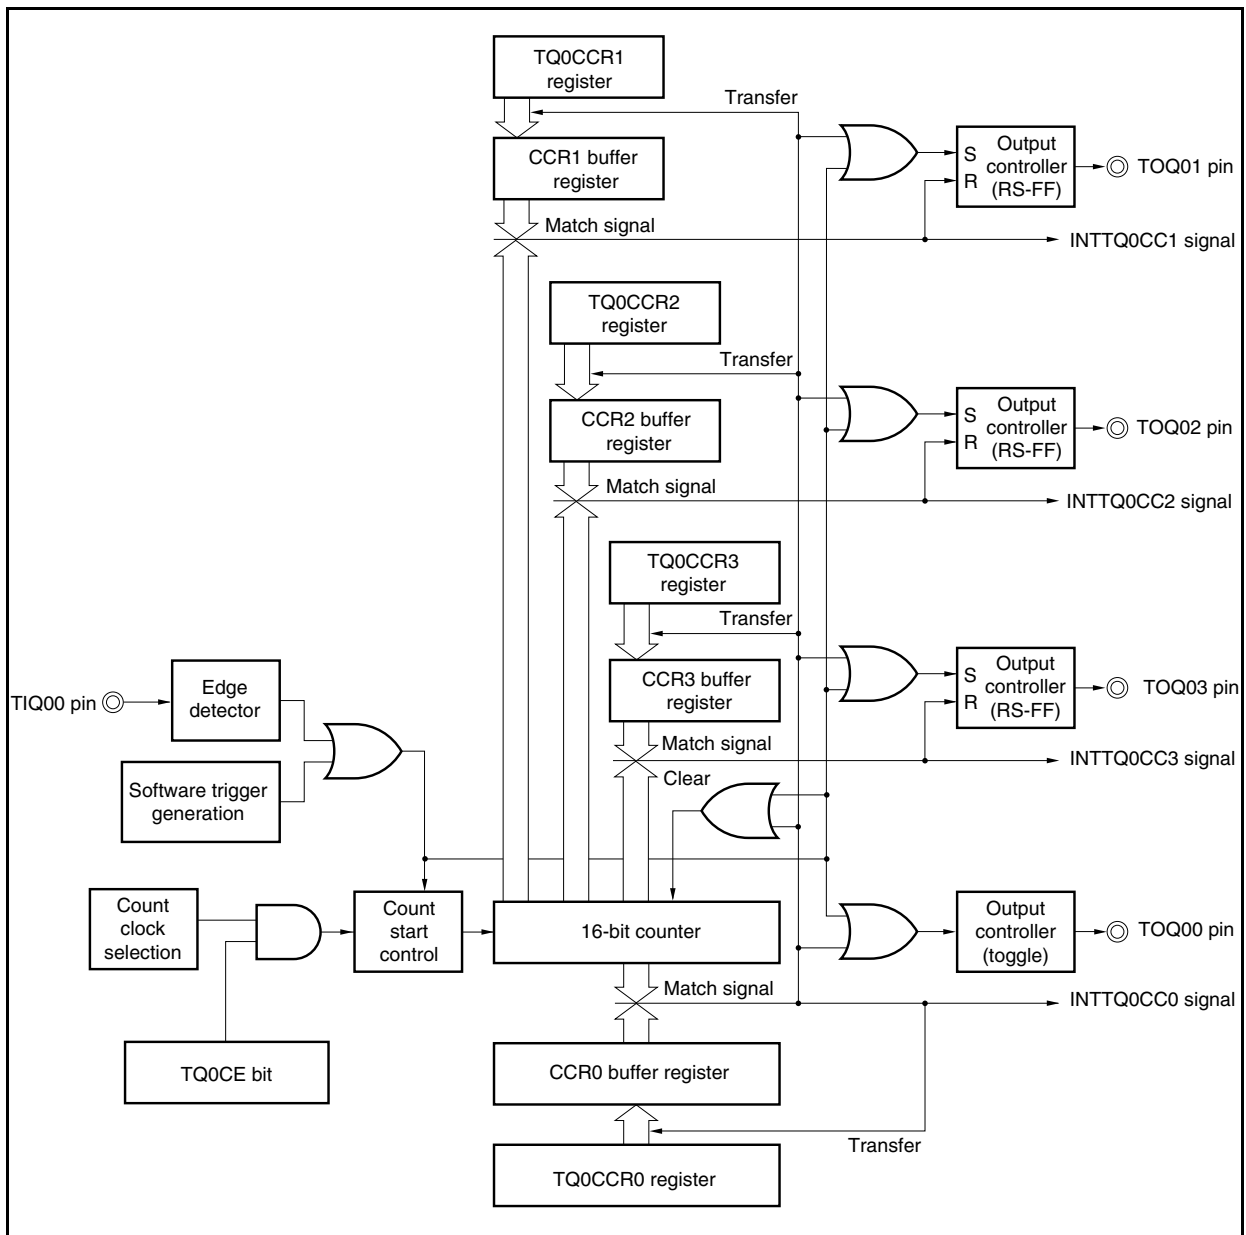 TQ0CCR1
register
Transfer
CCR1 buffer
register
S
R
Output
controller
(RS-FF)
TOQ01 pin
Match signal
INTTQ0CC1 signal
TQ0CCR2
register
Transfer
CCR2 buffer
register
S
R
Output
controller
(RS-FF)
TOQ02 pin
Match signal
INTTQ0CC2 signal
TQ0CCR3
register
Transfer
CCR3 buffer
register
S
R
Output
controller
(RS-FF)
TOQ03 pin
Match signal
INTTQ0CC3 signal
TIQ00 pin
Edge
detector
Software trigger
generation
Clear
Count
clock
selection
Count
start
control
16-bit counter
Output
controller
(toggle)
TOQ00 pin
Match signal
INTTQ0CC0 signal
TQ0CE bit
CCR0 buffer register
Transfer
TQ0CCR0 register